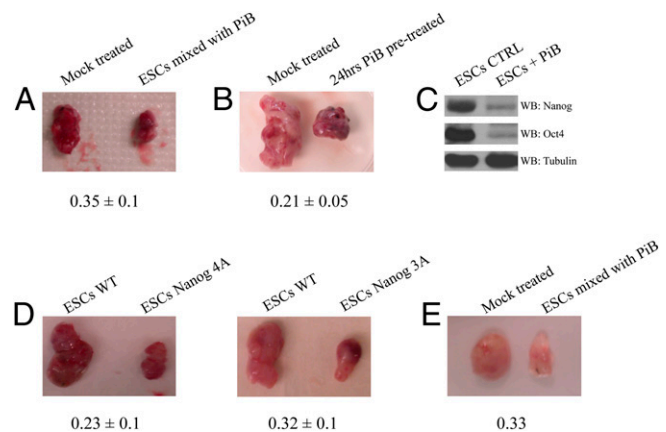 A
Mock treated
ESCs mixed with PiB
0.35 ± 0.1
B
Mock treated
24hrs PiB pre-treated
0.21 ± 0.05
C
ESCs CTRL
ESCs + PiB
WB: Nanog
WB: Oct4
WB: Tubulin
D
ESCs WT
ESCs Nanog 4A
0.23 ± 0.1
ESCs WT
ESCs Nanog 3A
0.32 ± 0.1
E
Mock treated
ESCs mixed with PiB
0.33